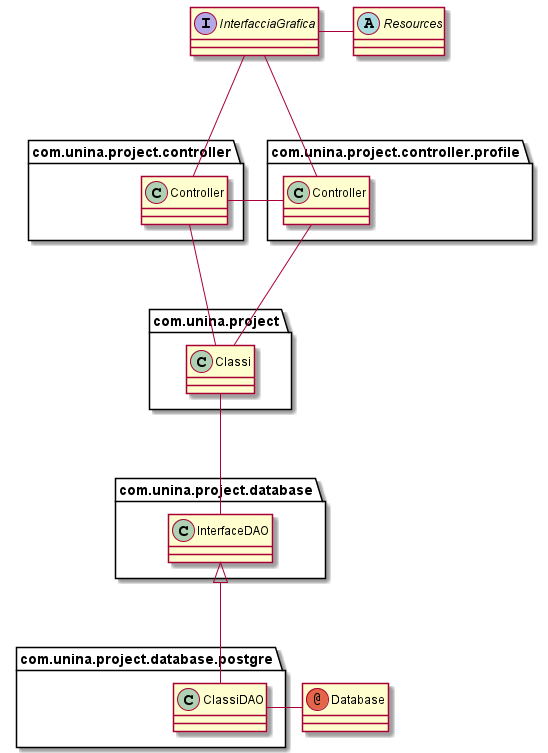 I InterfacciaGrafica
A Resources
com.unina.project.controller
com.unina.project.controller.profile
C Controller
C Controller
com.unina.project
C Classi
com.unina.project.database
C InterfaceDAO
com.unina.project.database.postgre
C ClassiDAO
@ Database